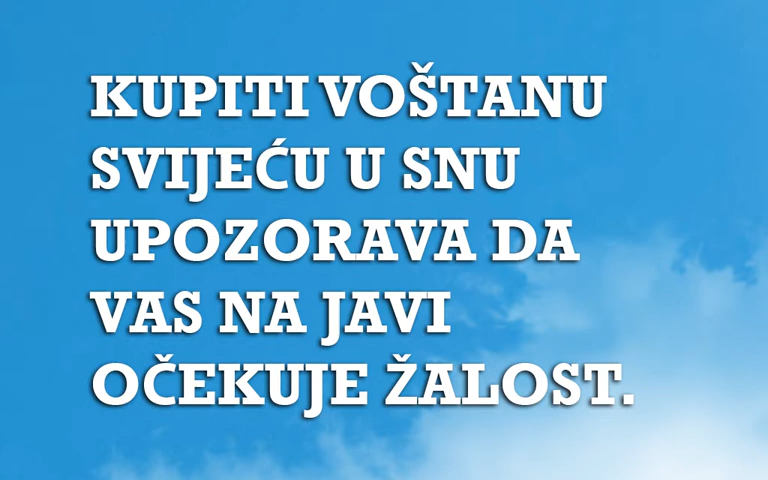 KUPITI VOŠTANU
SVIJEĆU U SNU
UPOZORAVA DA
VAS NA JAVI
OČEKUJE ŽALOST.